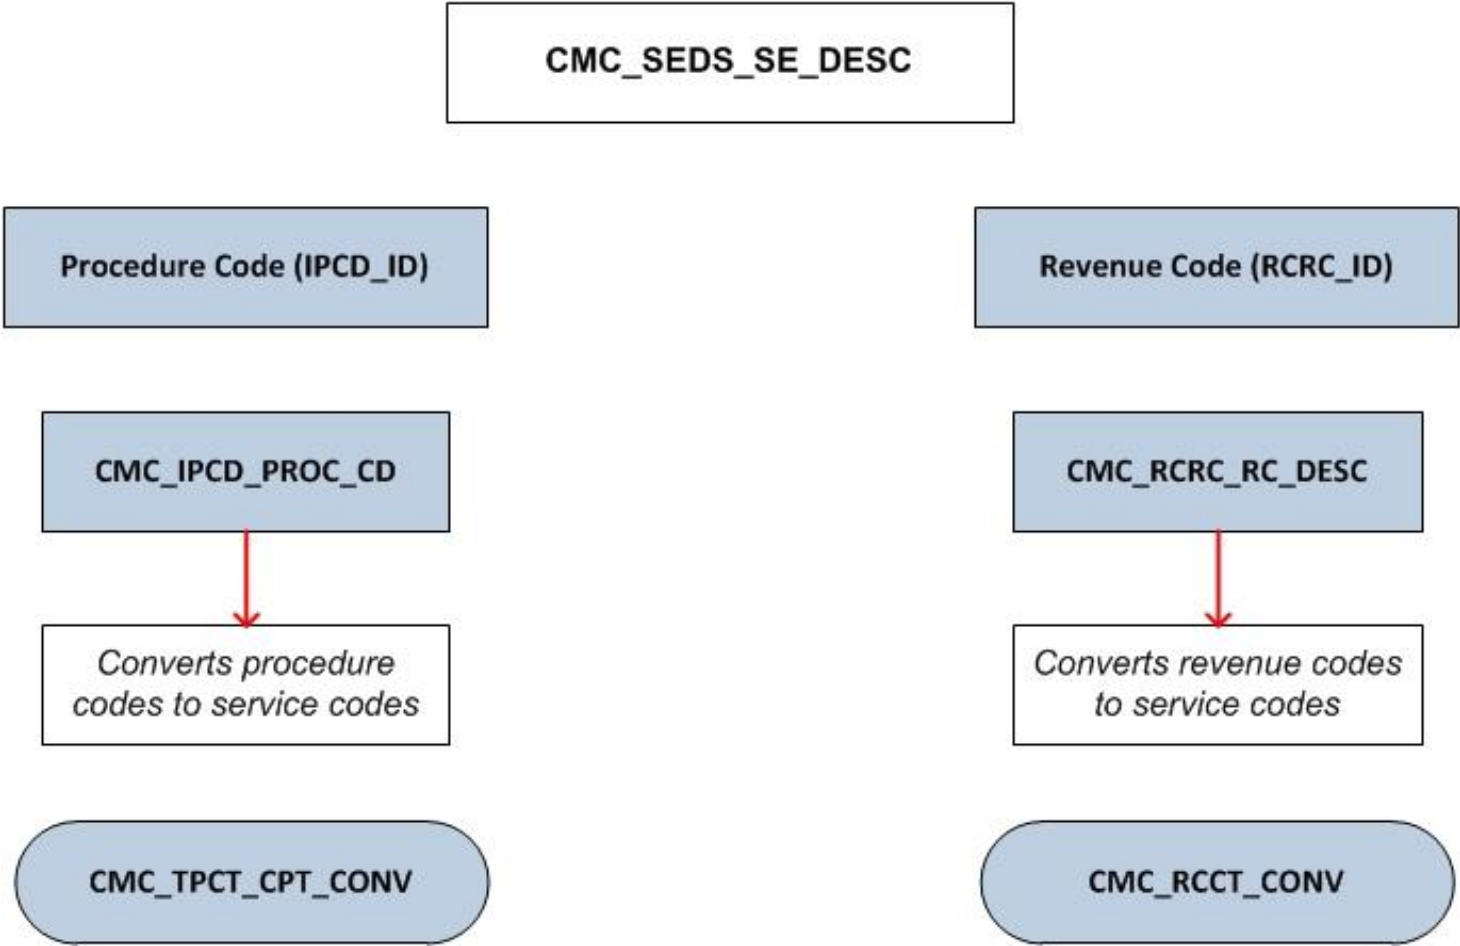 CMC_SEDS_SE_DESC
Procedure Code (IPCD_ID)
Revenue Code (RCRC_ID)
CMC_IPCD_PROC_CD
CMC_RCRC_RC_DESC
Converts procedure
codes to service codes
Converts revenue codes
to service codes
CMC_TPCT_CPT_CONV
CMC_RCCT_CONV